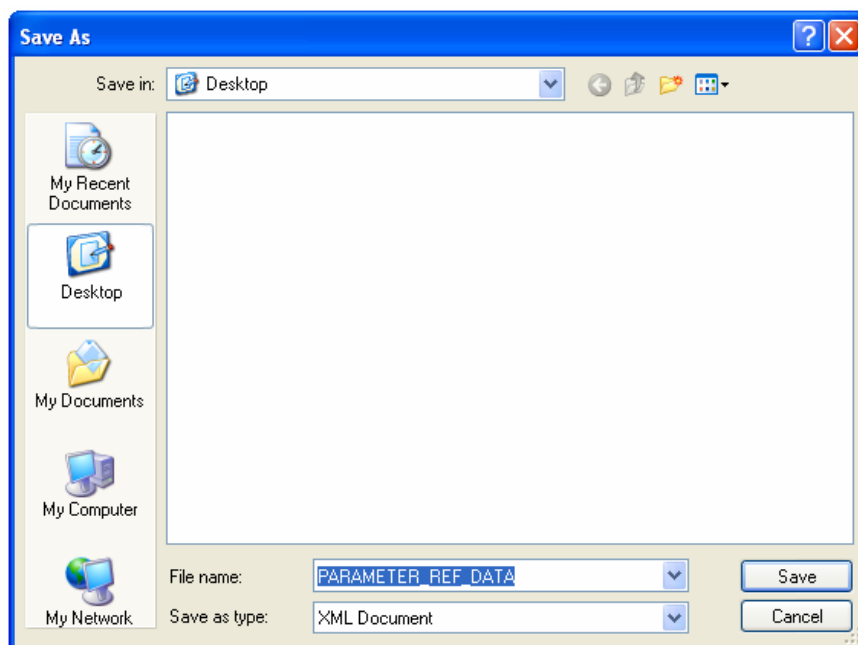 Save As
Save in:
Desktop
My Recent
Documents
Desktop
My Documents
My Computer
My Network
File name:
PARAMETER_REF_DATA
Save
Save as type:
XML Document
Cancel